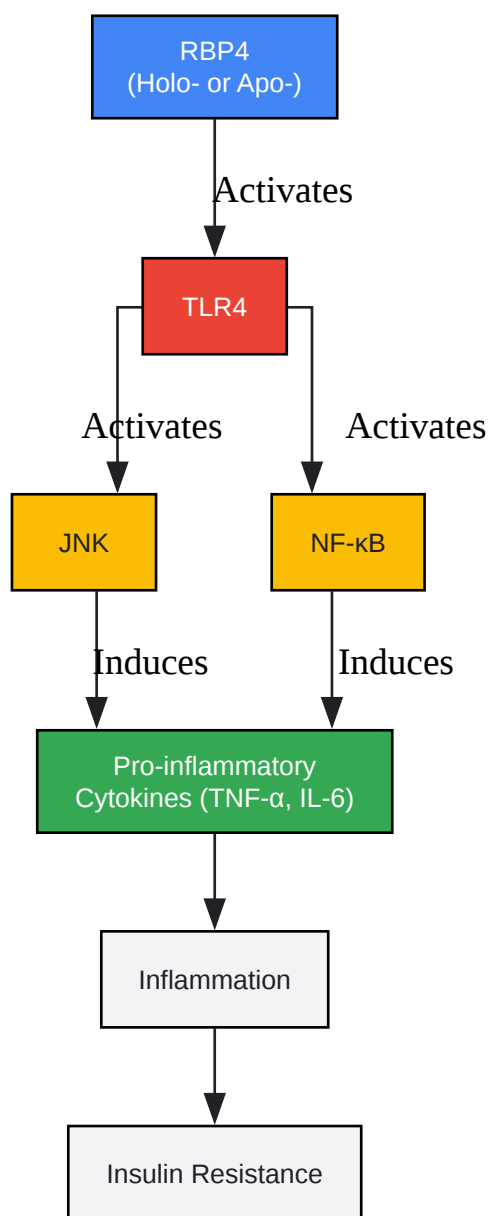 RBP4
(Holo- or Apo-)
Activates
TLR4
Activates
Activates
JNK
NF-κB
Induces
Induces
Pro-inflammatory
Cytokines (TNF-α, IL-6)
Inflammation
Insulin Resistance